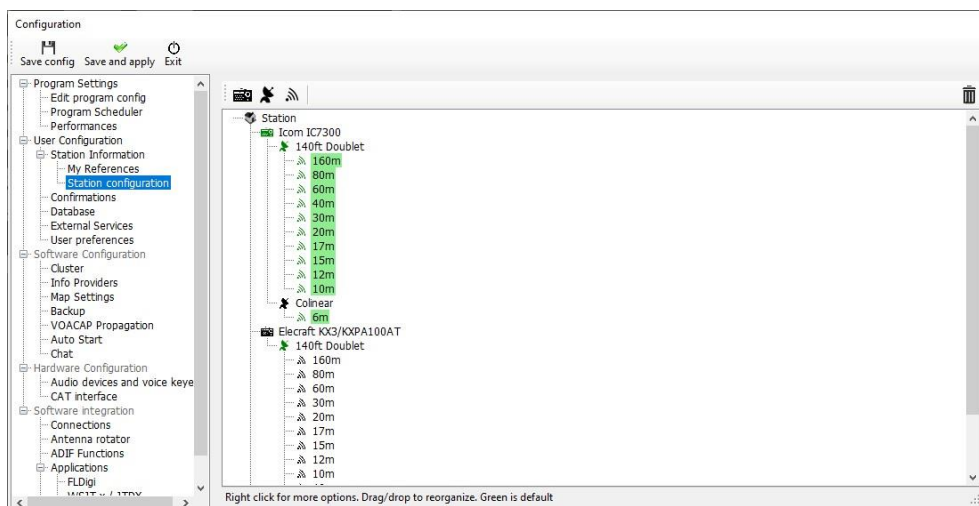 Configuration
Save config Save and apply Exit
Program Settings
Edit program config
Program Scheduler
Performances
User Configuration
Station Information
My References
Station configuration
Confirmations
Database
External Services
User preferences
Software Configuration
Cluster
Info Providers
Map Settings
Backup
VOACAP Propagation
Auto Start
Chat
Hardware Configuration
Audio devices and voice keye
CAT interface
Software integration
Connections
Antenna rotator
ADIF Functions
Applications
FLDigi
Station
Icom IC7300
140ft Doublet
160m
80m
60m
40m
30m
20m
17m
15m
12m
10m
Colinear
6m
Elecraft KX3/KXPA100AT
140ft Doublet
160m
80m
60m
30m
20m
17m
15m
12m
10m
Right click for more options. Drag/drop to reorganize. Green is default